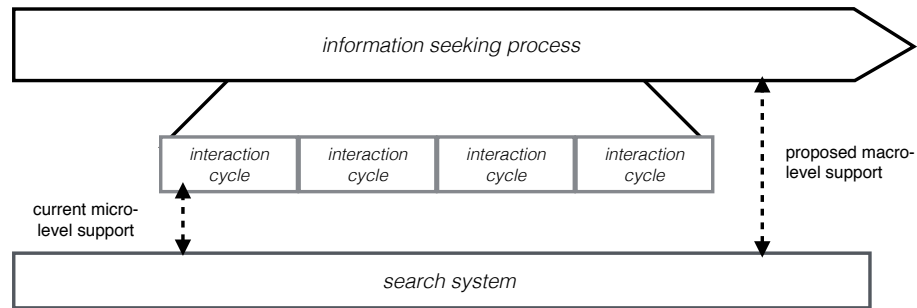 information seeking process
interaction
cycle
interaction
cycle
interaction
cycle
interaction
cycle
proposed macro-
level support
current micro-
level support
search system